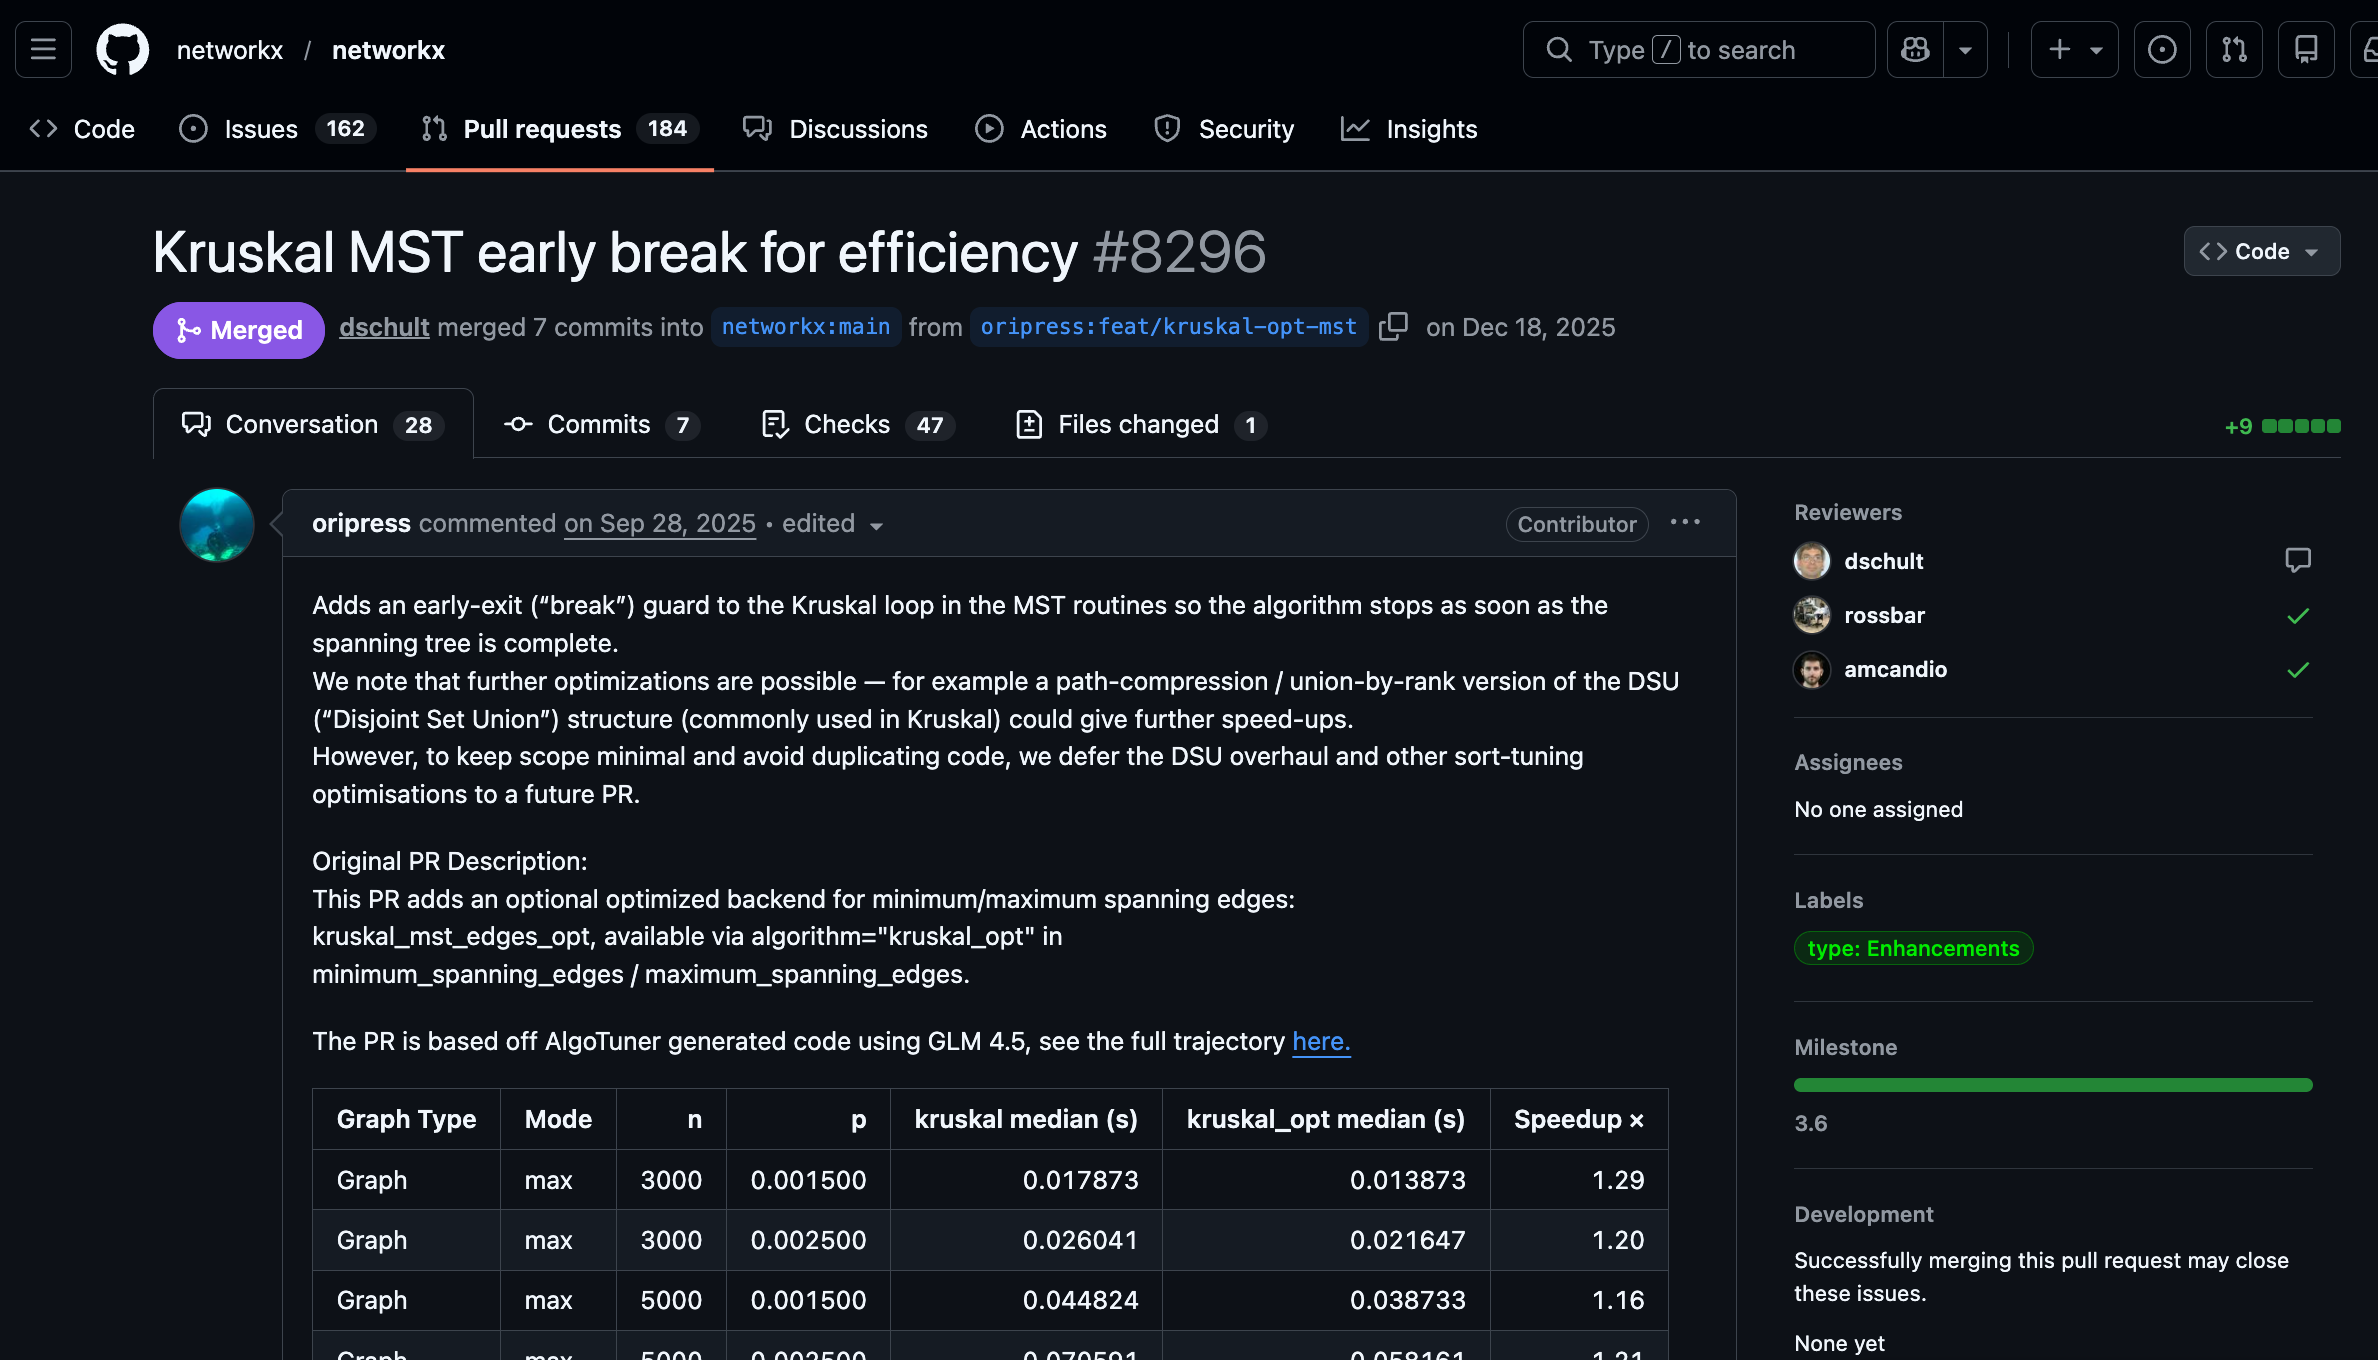 networkx / networkx
Type / to search
Code
Issues 162
Pull requests 184
Discussions
Actions
Security
Insights
Kruskal MST early break for efficiency #8296
Code
Merged
dschult merged 7 commits into networkx:main from oripress:feat/kruskal-opt-mst on Dec 18, 2025
Conversation 28
Commits 7
Checks 47
Files changed 1
+9
oripress commented on Sep 28, 2025 • edited
Contributor
Adds an early-exit (“break”) guard to the Kruskal loop in the MST routines so the algorithm stops as soon as the
spanning tree is complete.
We note that further optimizations are possible — for example a path-compression / union-by-rank version of the DSU
(“Disjoint Set Union”) structure (commonly used in Kruskal) could give further speed-ups.
However, to keep scope minimal and avoid duplicating code, we defer the DSU overhaul and other sort-tuning
optimisations to a future PR.
Original PR Description:
This PR adds an optional optimized backend for minimum/maximum spanning edges:
kruskal_mst_edges_opt, available via algorithm="kruskal_opt" in
minimum_spanning_edges / maximum_spanning_edges.
The PR is based off AlgoTuner generated code using GLM 4.5, see the full trajectory here.
Graph Type Mode n p kruskal median (s) kruskal_opt median (s) Speedup ×
Graph max 3000 0.001500 0.017873 0.013873 1.29
Graph max 3000 0.002500 0.026041 0.021647 1.20
Graph max 5000 0.001500 0.044824 0.038733 1.16
Graph max 5000 0.002500 0.070591 0.058161 1.21
Reviewers
dschult
rossbar
amcandio
Assignees
No one assigned
Labels
type: Enhancements
Milestone
3.6
Development
Successfully merging this pull request may close
these issues.
None yet